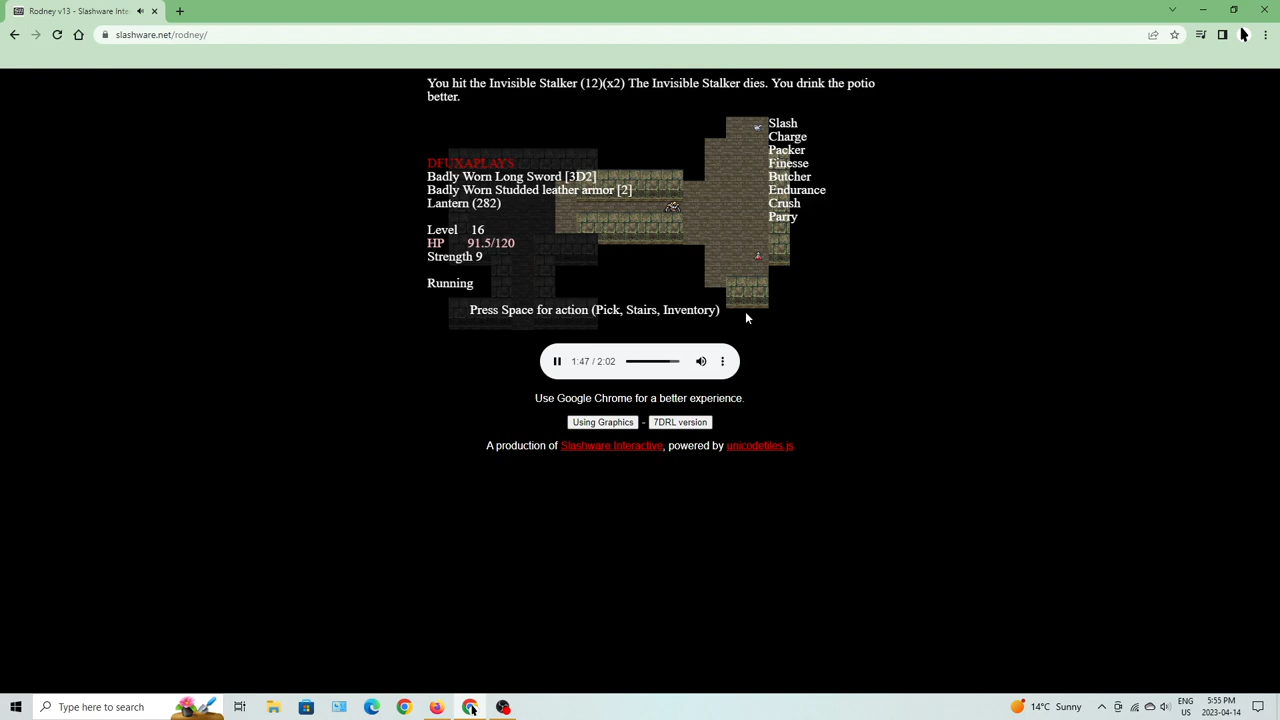 Rodney v13 - Slashware Inte
slashware.net/rodney/
You hit the Invisible Stalker (12)(x2) The Invisible Stalker dies. You drink the potio
better.
Slash
Charge
Packer
Finesse
Butcher
Endurance
Crush
Parry
DFUXAPLAYS
Badly Worn Long Sword [3D2]
Badly Worn Studded leather armor [2]
Lantern (282)
Level 16
HP 91.5/120
Strength 9
Running
Press Space for action (Pick, Stairs, Inventory)
1:47 / 2:02
Use Google Chrome for a better experience.
Using Graphics - 7DRL version
A production of Slashware Interactive, powered by unicodetiles.js
Type here to search
14°C Sunny
ENG
US
5:55 PM
2023-04-14